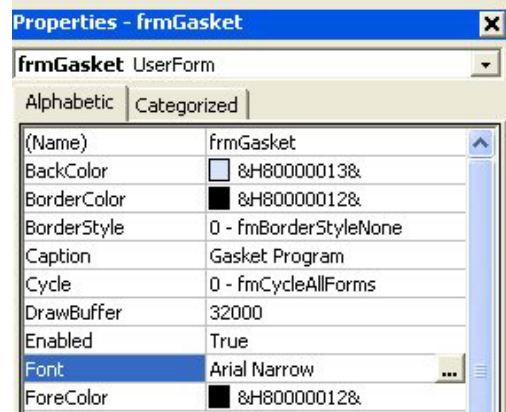 Properties - frmGasket
frmGasket UserForm
Alphabetic Categorized
(Name) frmGasket
BackColor &H80000013&
BorderColor &H80000012&
BorderStyle 0 - fmBorderStyleNone
Caption Gasket Program
Cycle 0 - fmCycleAllForms
DrawBuffer 32000
Enabled True
Font Arial Narrow ...
ForeColor &H80000012&